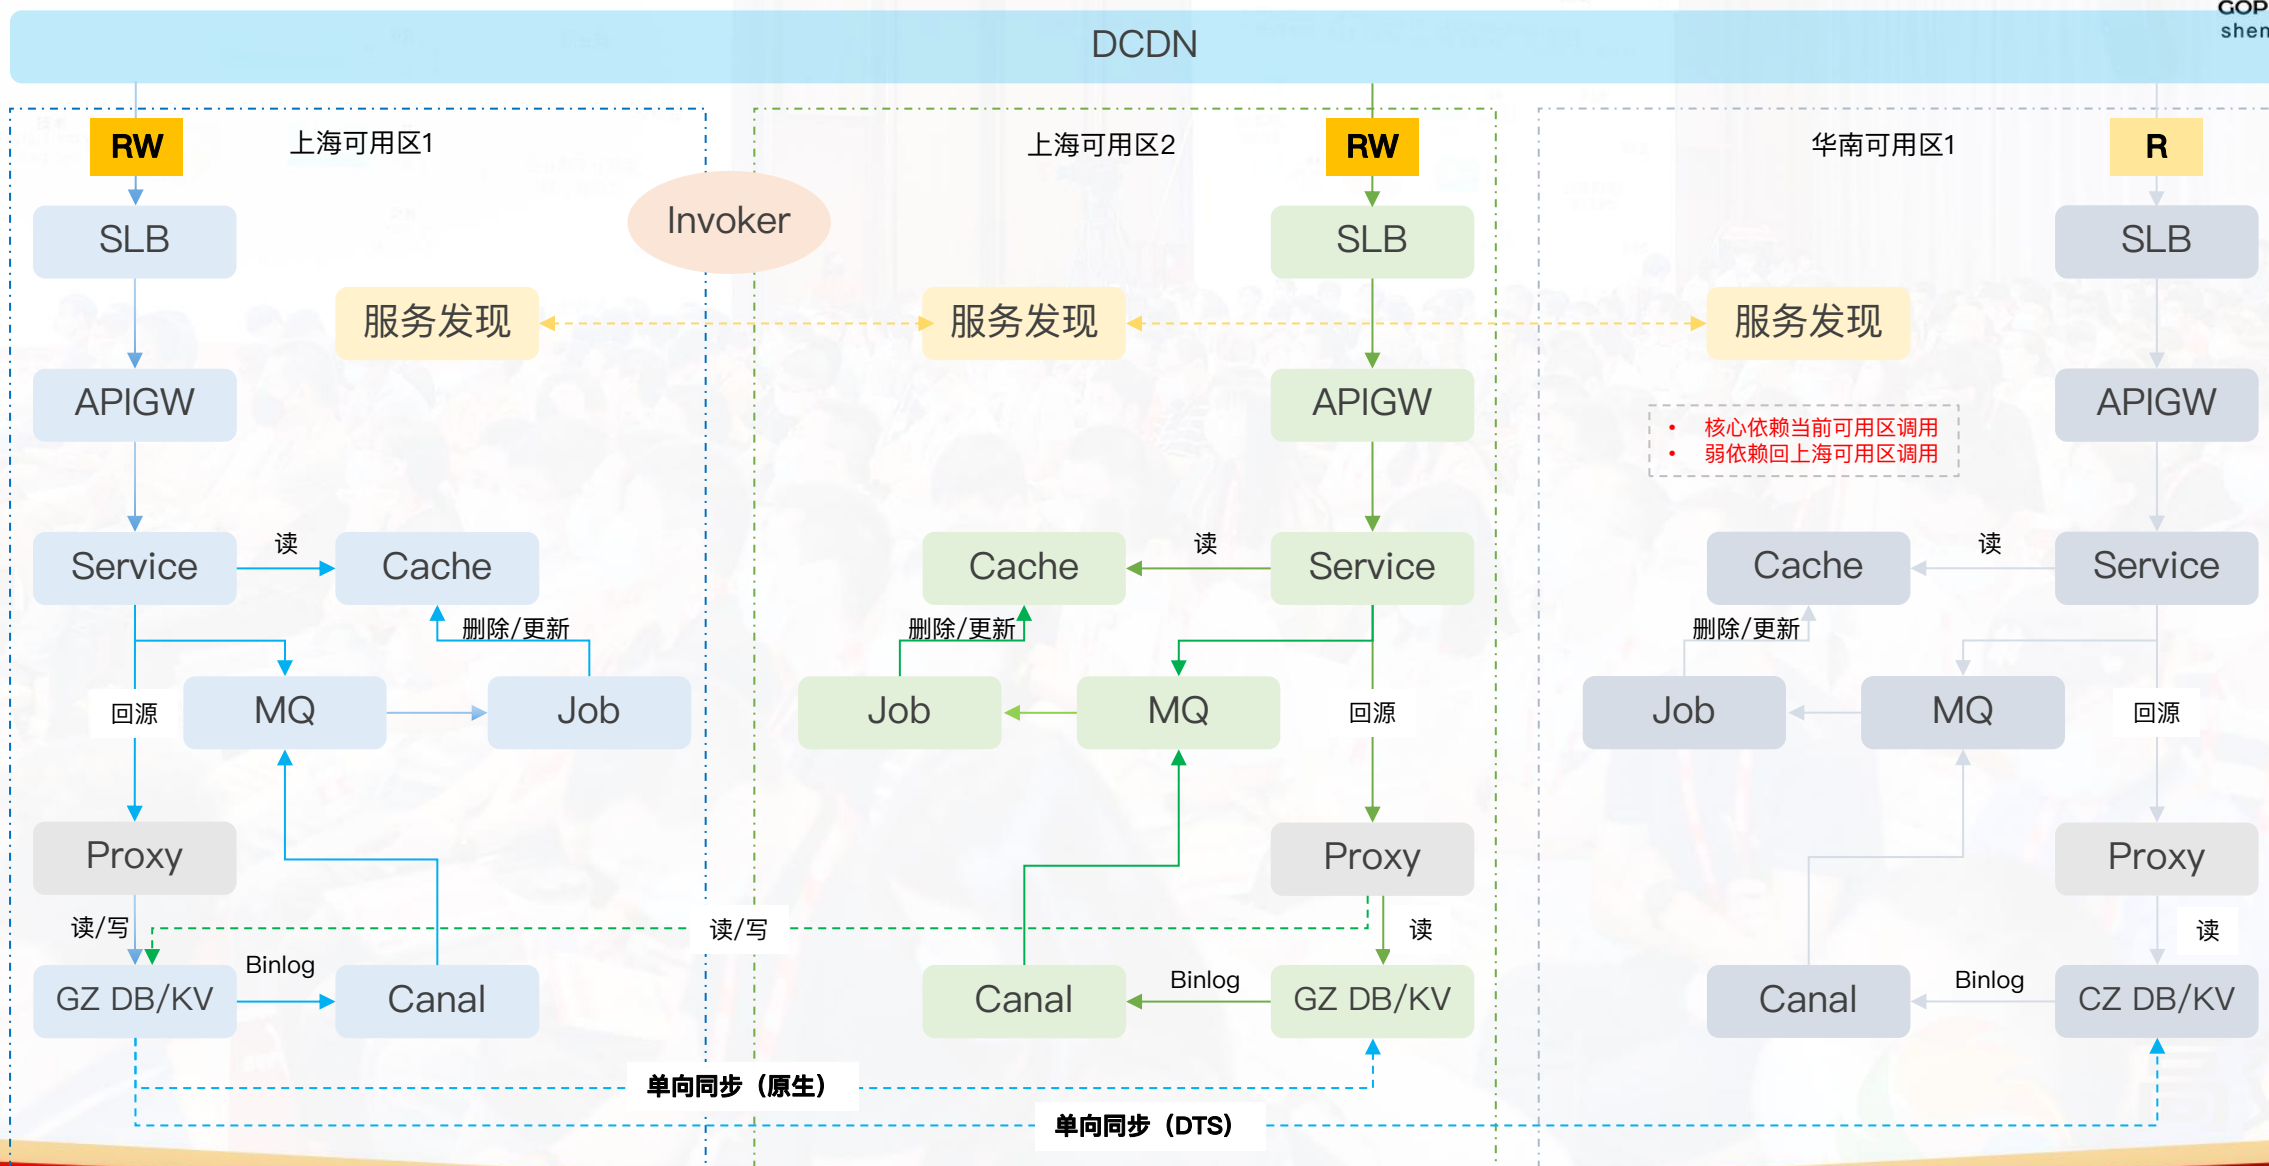 GOP
shen
DCDN
RW
上海可用区1
上海可用区2
RW
华南可用区1
R
Invoker
SLB
SLB
SLB
服务发现
服务发现
服务发现
APIGW
APIGW
APIGW
核心依赖当前可用区调用
弱依赖回上海可用区调用
Service
读
Cache
Cache
读
Service
Cache
读
Service
删除/更新
删除/更新
删除/更新
回源
MQ
Job
Job
MQ
回源
Job
MQ
回源
Proxy
Proxy
Proxy
读/写
读/写
读
读
GZ DB/KV
Binlog
Canal
Canal
Binlog
GZ DB/KV
Canal
Binlog
CZ DB/KV
单向同步（原生）
单向同步（DTS）